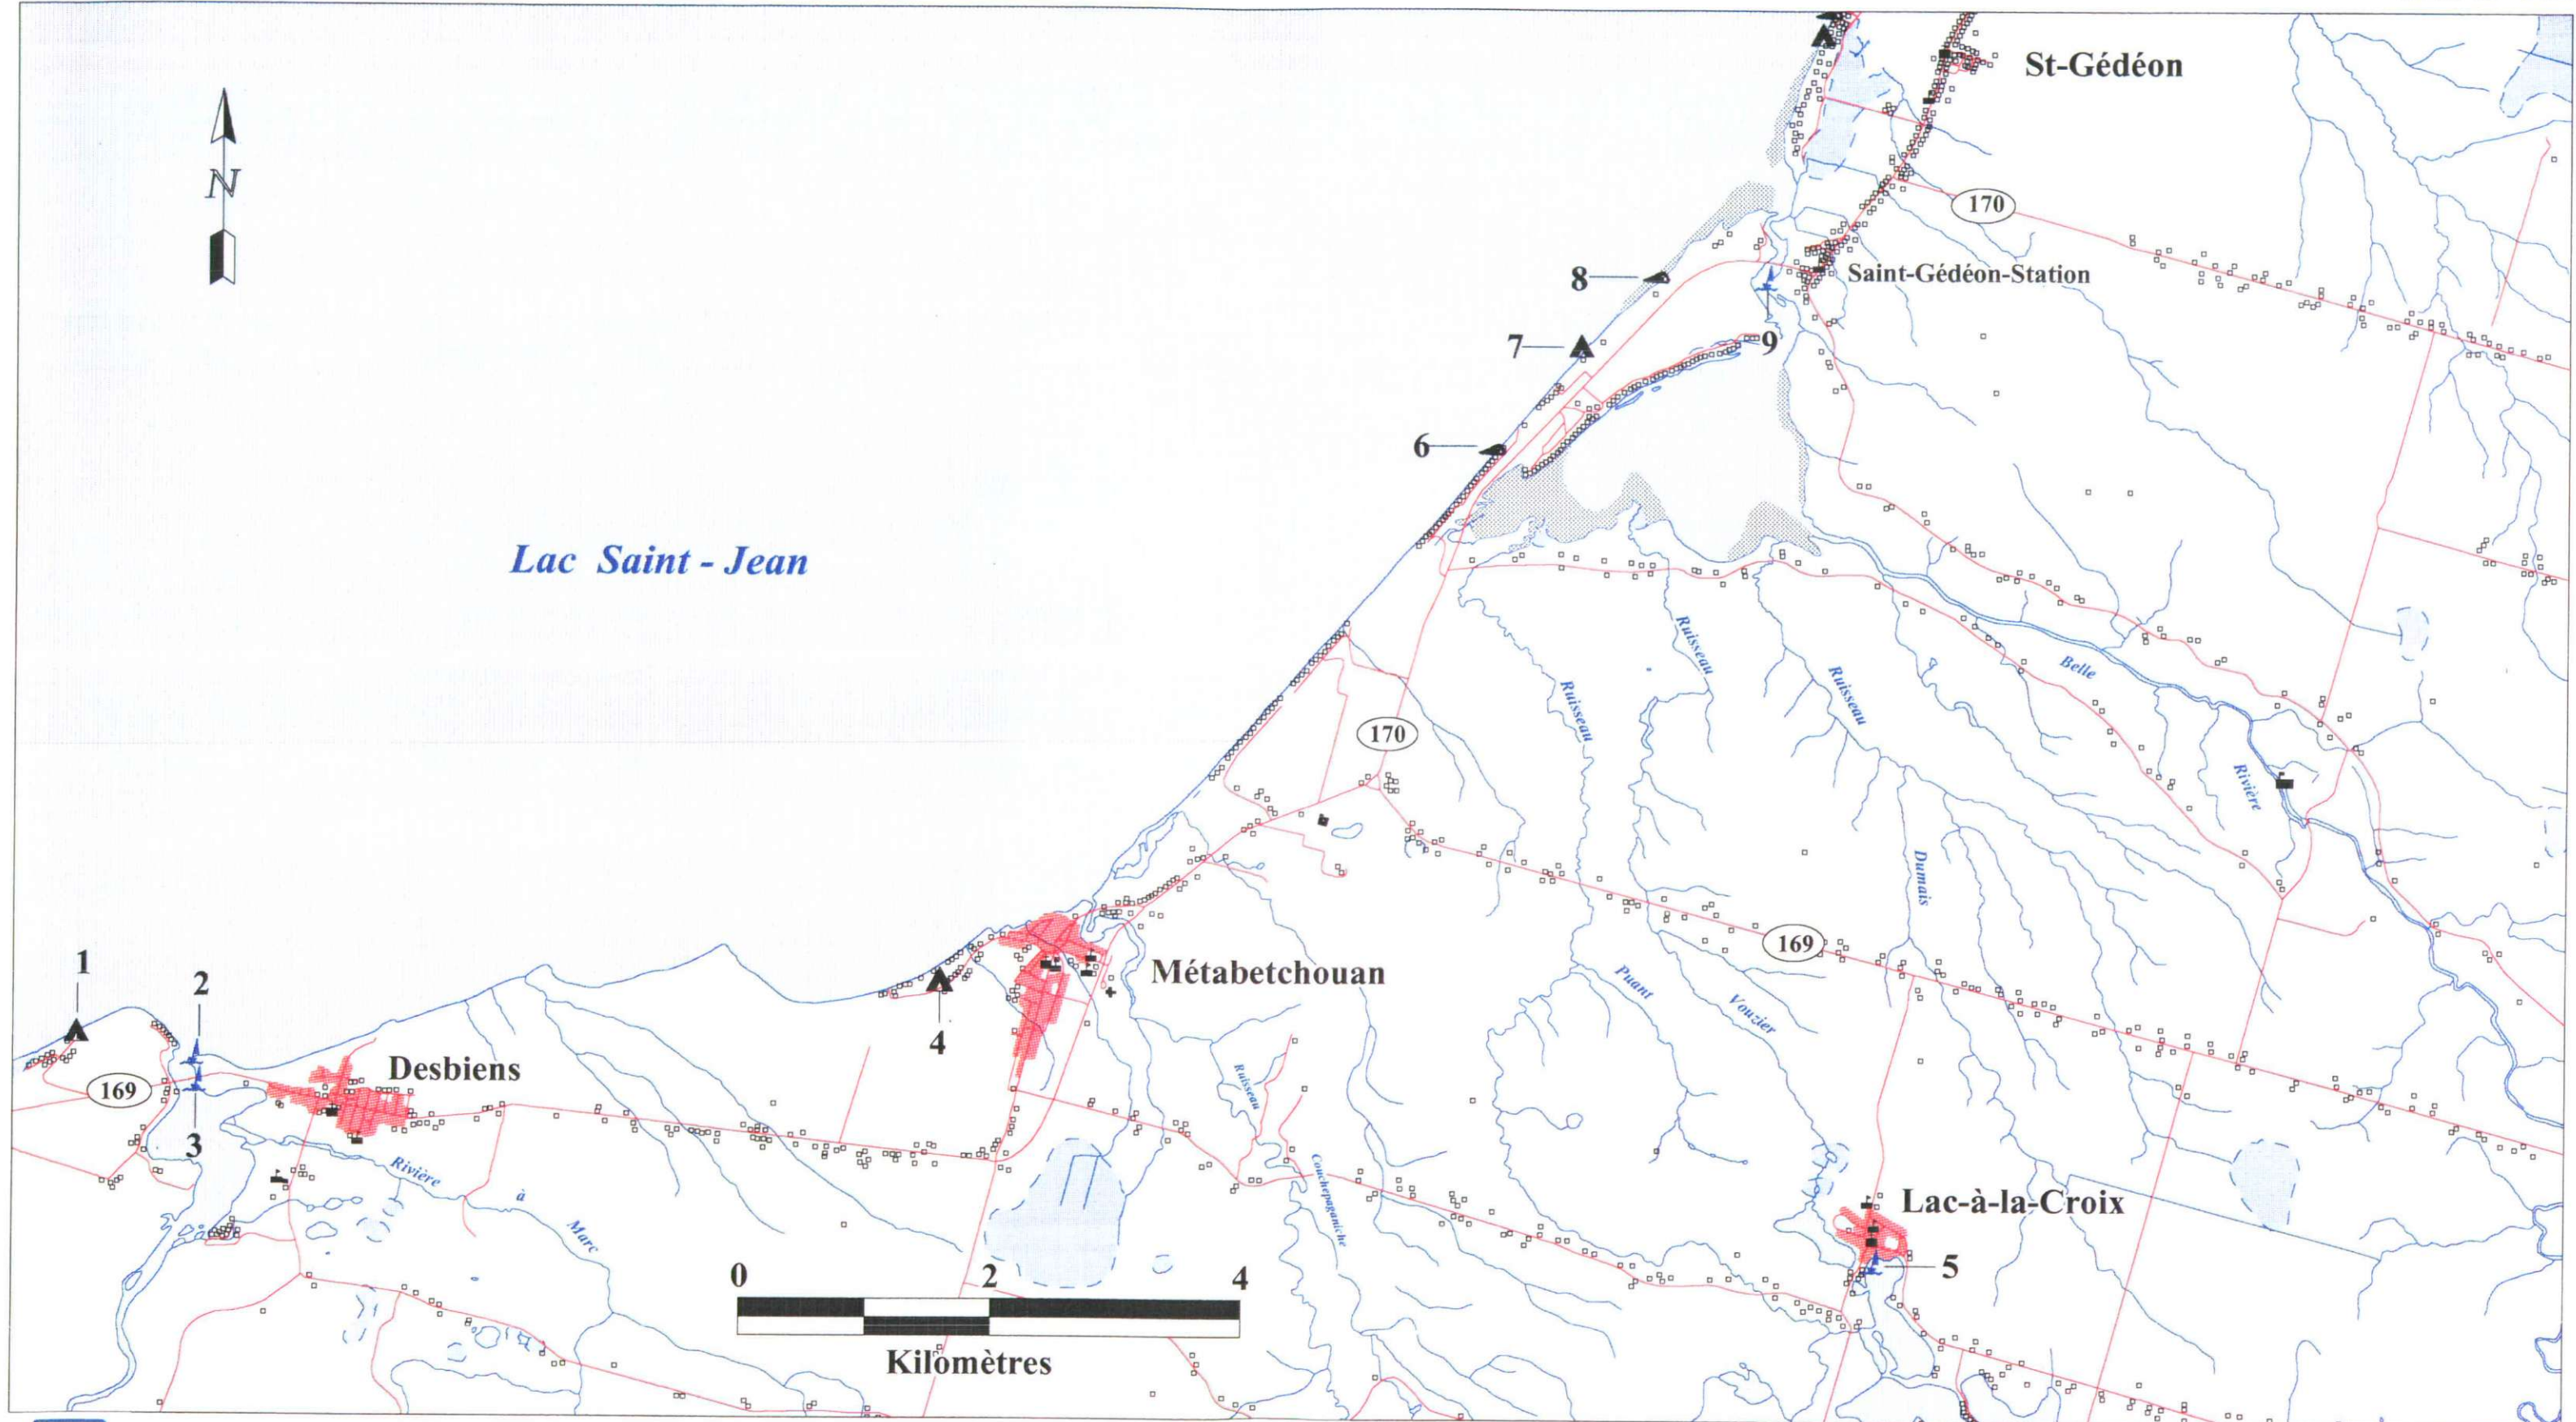 St-Gédéon
N
170
8
Saint-Gédéon-Station
7
9
6
Lac Saint - Jean
Ruisseau
Belle
Ruisseau
Ruisseau
170
Rivière
Dumais
169
1
Métabetchouan
2
Puant
Vouzier
4
Desbiens
169
Ruisseau
3
Rivière
à
Marc
Couchepaganiche
Lac-à-la-Croix
5
0 2 4
Kilomètres